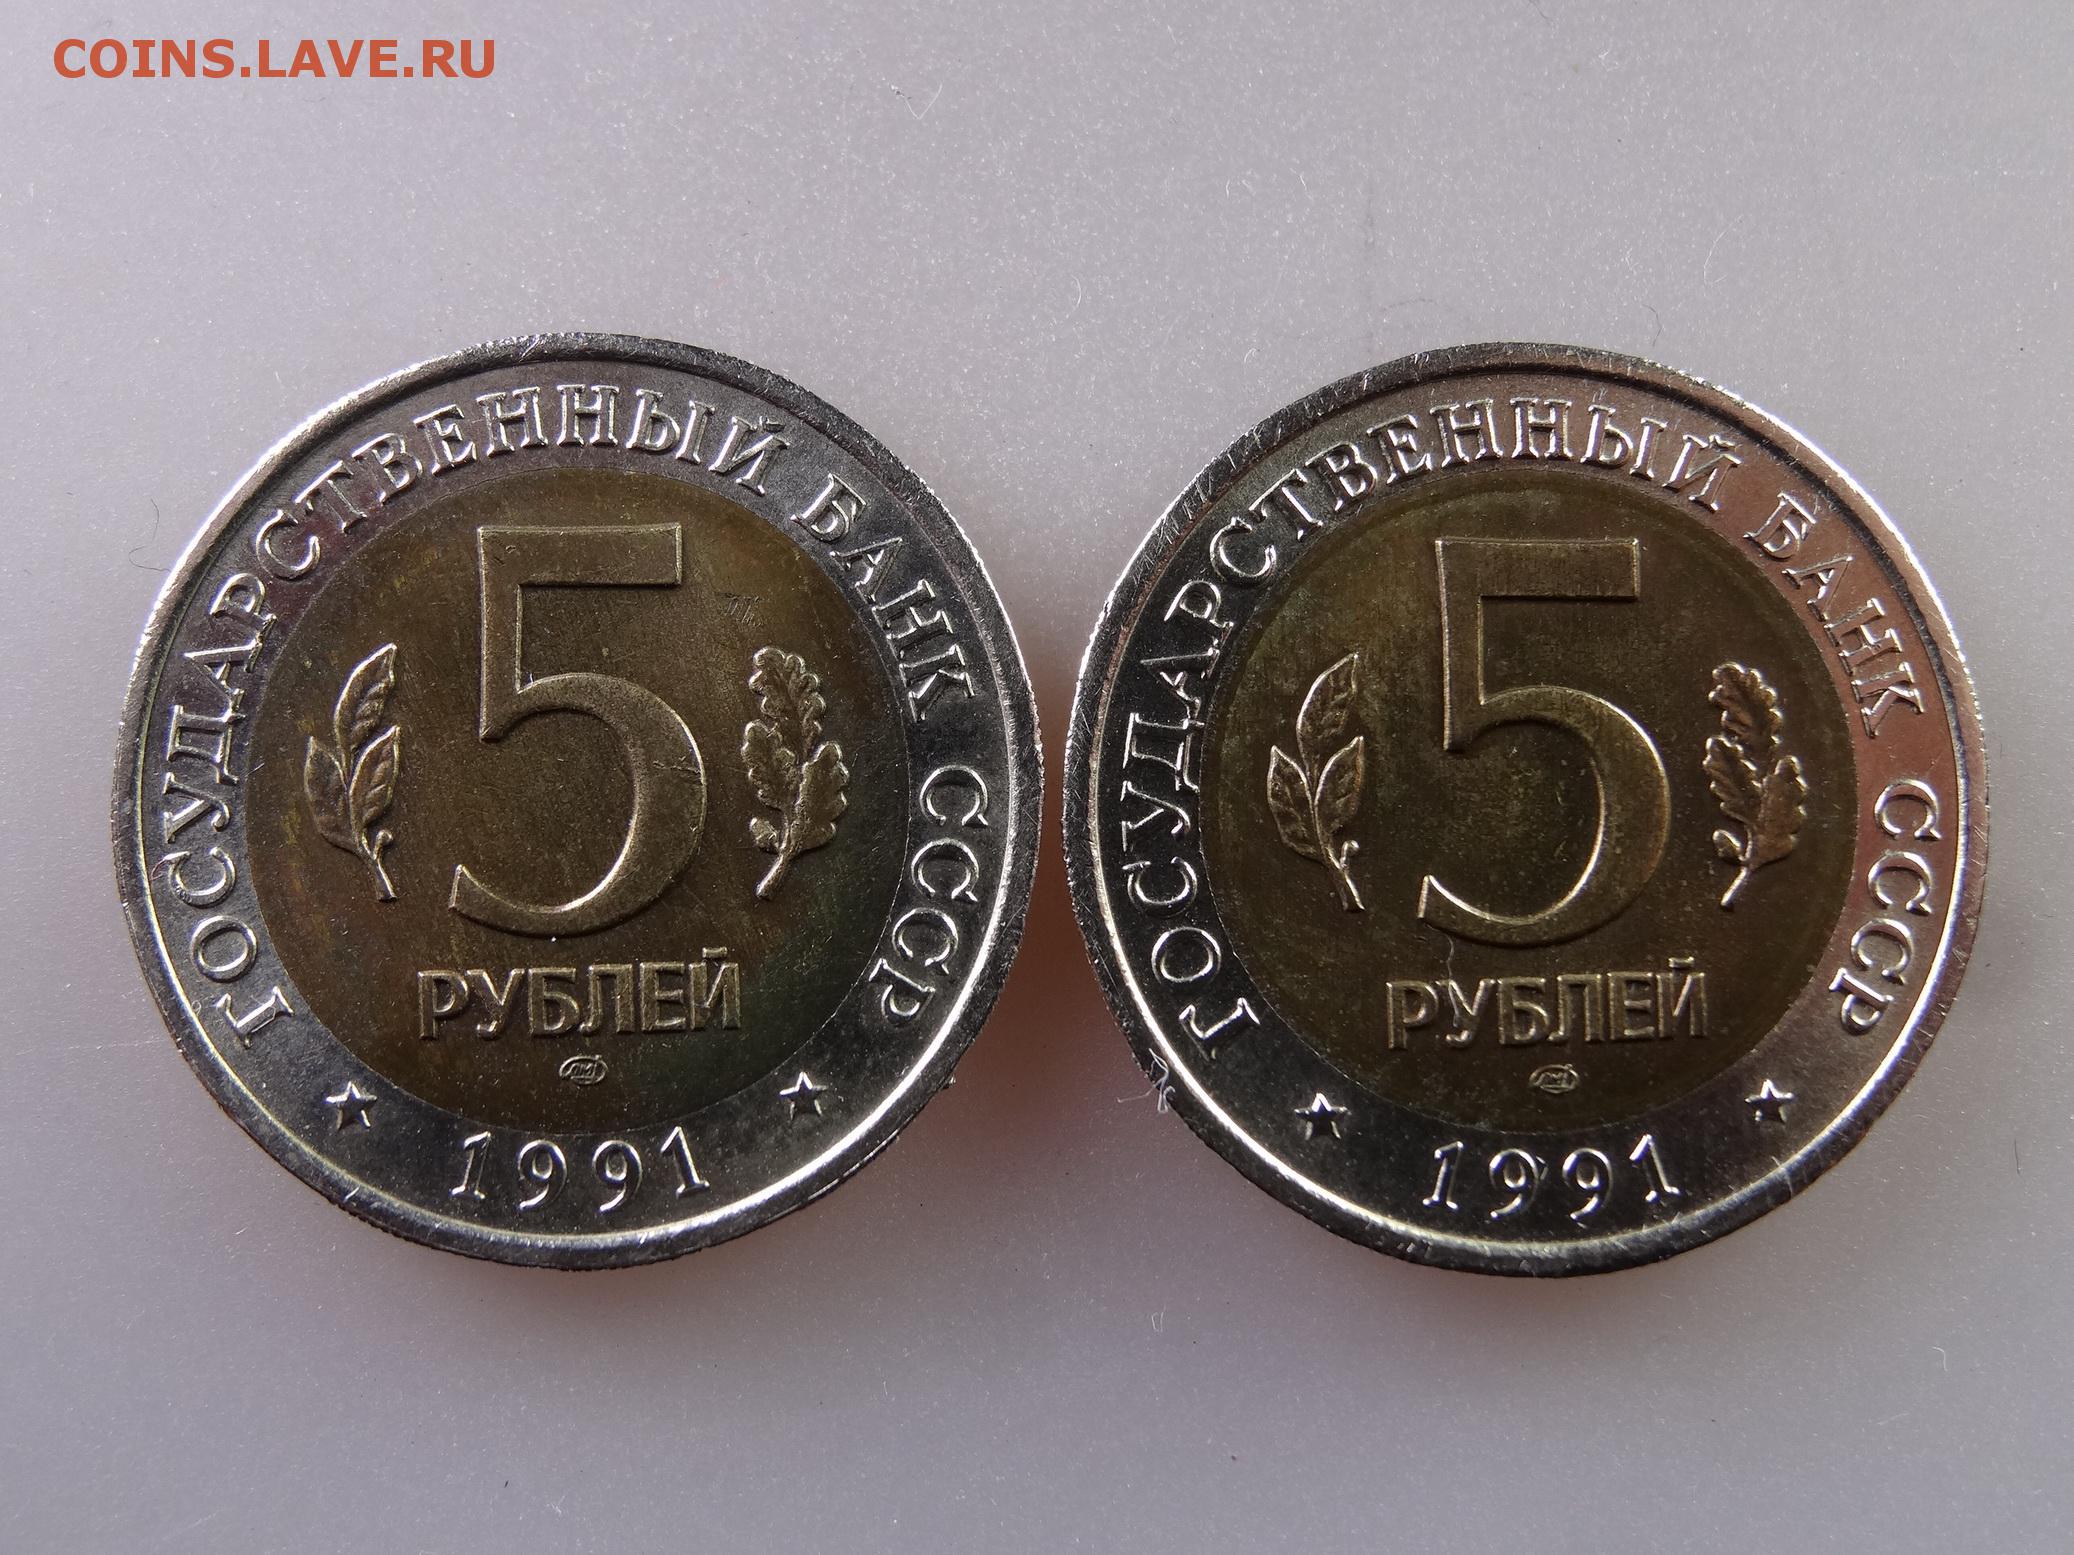 COINS.LAVE.RU
ГОСУДАРСТВЕННЫЙ БАНК СССР
5
РУБЛЕЙ
ЛМД
1991
ГОСУДАРСТВЕННЫЙ БАНК СССР
5
РУБЛЕЙ
ЛМД
1991